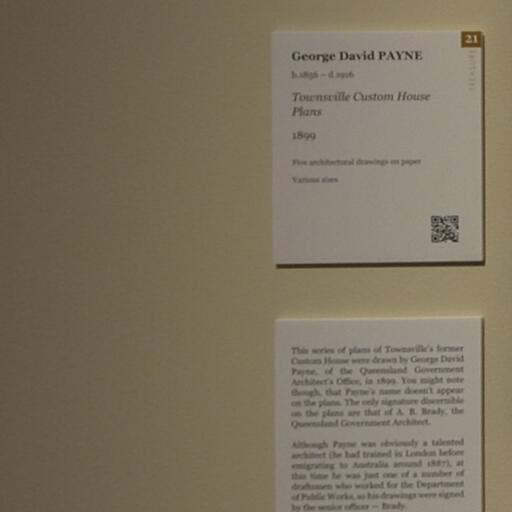 21
TREASURE
George David PAYNE
b.1856 – d.1916
Townsville Custom House
Plans
1899
Five architectural drawings on paper
Various sizes
This series of plans of Townsville's former
Custom House were drawn by George David
Payne, of the Queensland Government
Architect's Office, in 1899. You might note
though, that Payne's name doesn't appear
on the plans. The only signature discernible
on the plans are that of A. B. Brady, the
Queensland Government Architect.
Although Payne was obviously a talented
architect (he had trained in London before
emigrating to Australia around 1887), at
this time he was just one of a number of
draftsmen who worked for the Department
of Public Works, so his drawings were signed
by the senior officer — Brady.